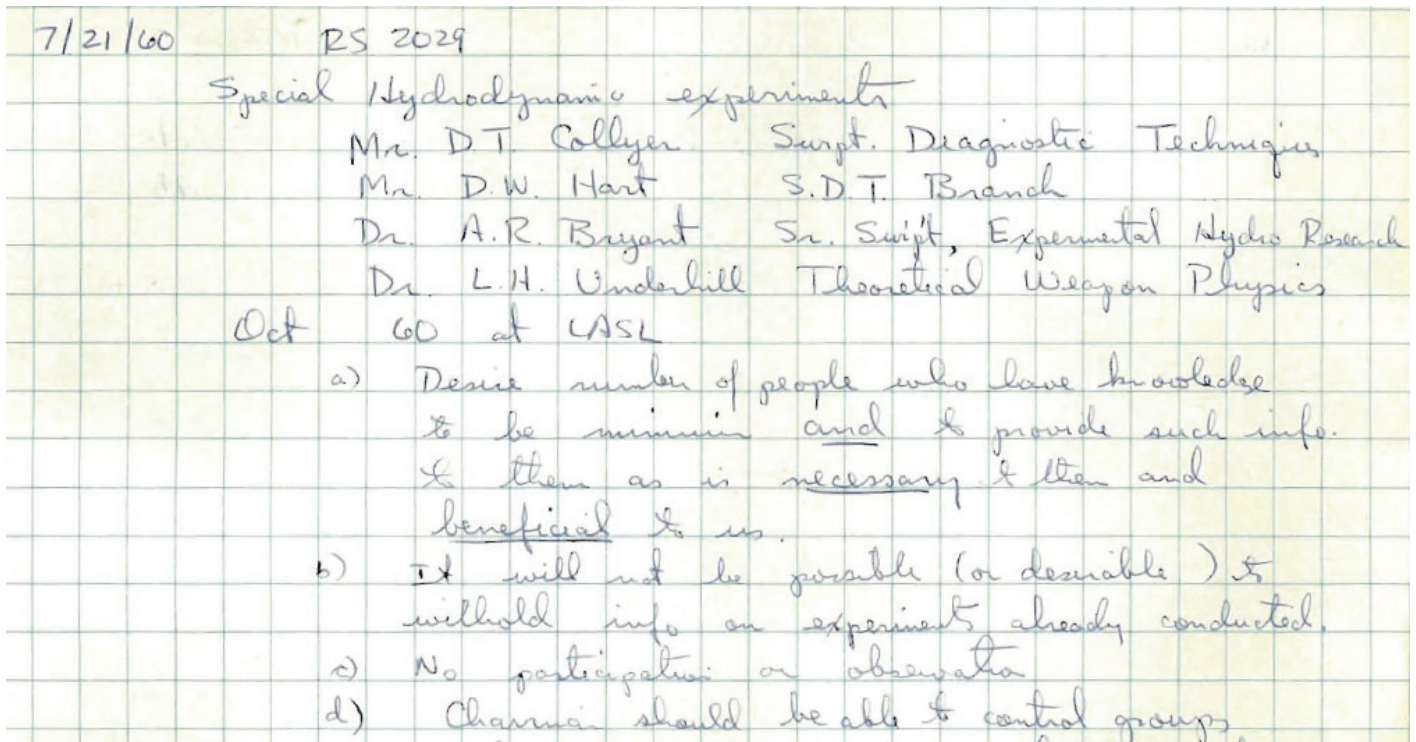 7/21/60 RS 2029
Special Hydrodynamic experiments
Mr. D.T. Collyer Supt. Diagnostic Techniques
Mr. D.W. Hart S.D.T. Branch
Dr. A.R. Bryant Sr. Supt, Experimental Hydro Research
Dr. L.H. Underhill Theoretical Weapon Physics
Oct 60 at LASL
a) Desire number of people who have knowledge
to be minimum and to provide such info.
to them as is necessary to them and
beneficial to us.
b) It will not be possible (or desirable) to
withhold info on experiments already conducted.
c) No participation or observation
d) Chairman should be able to control groups